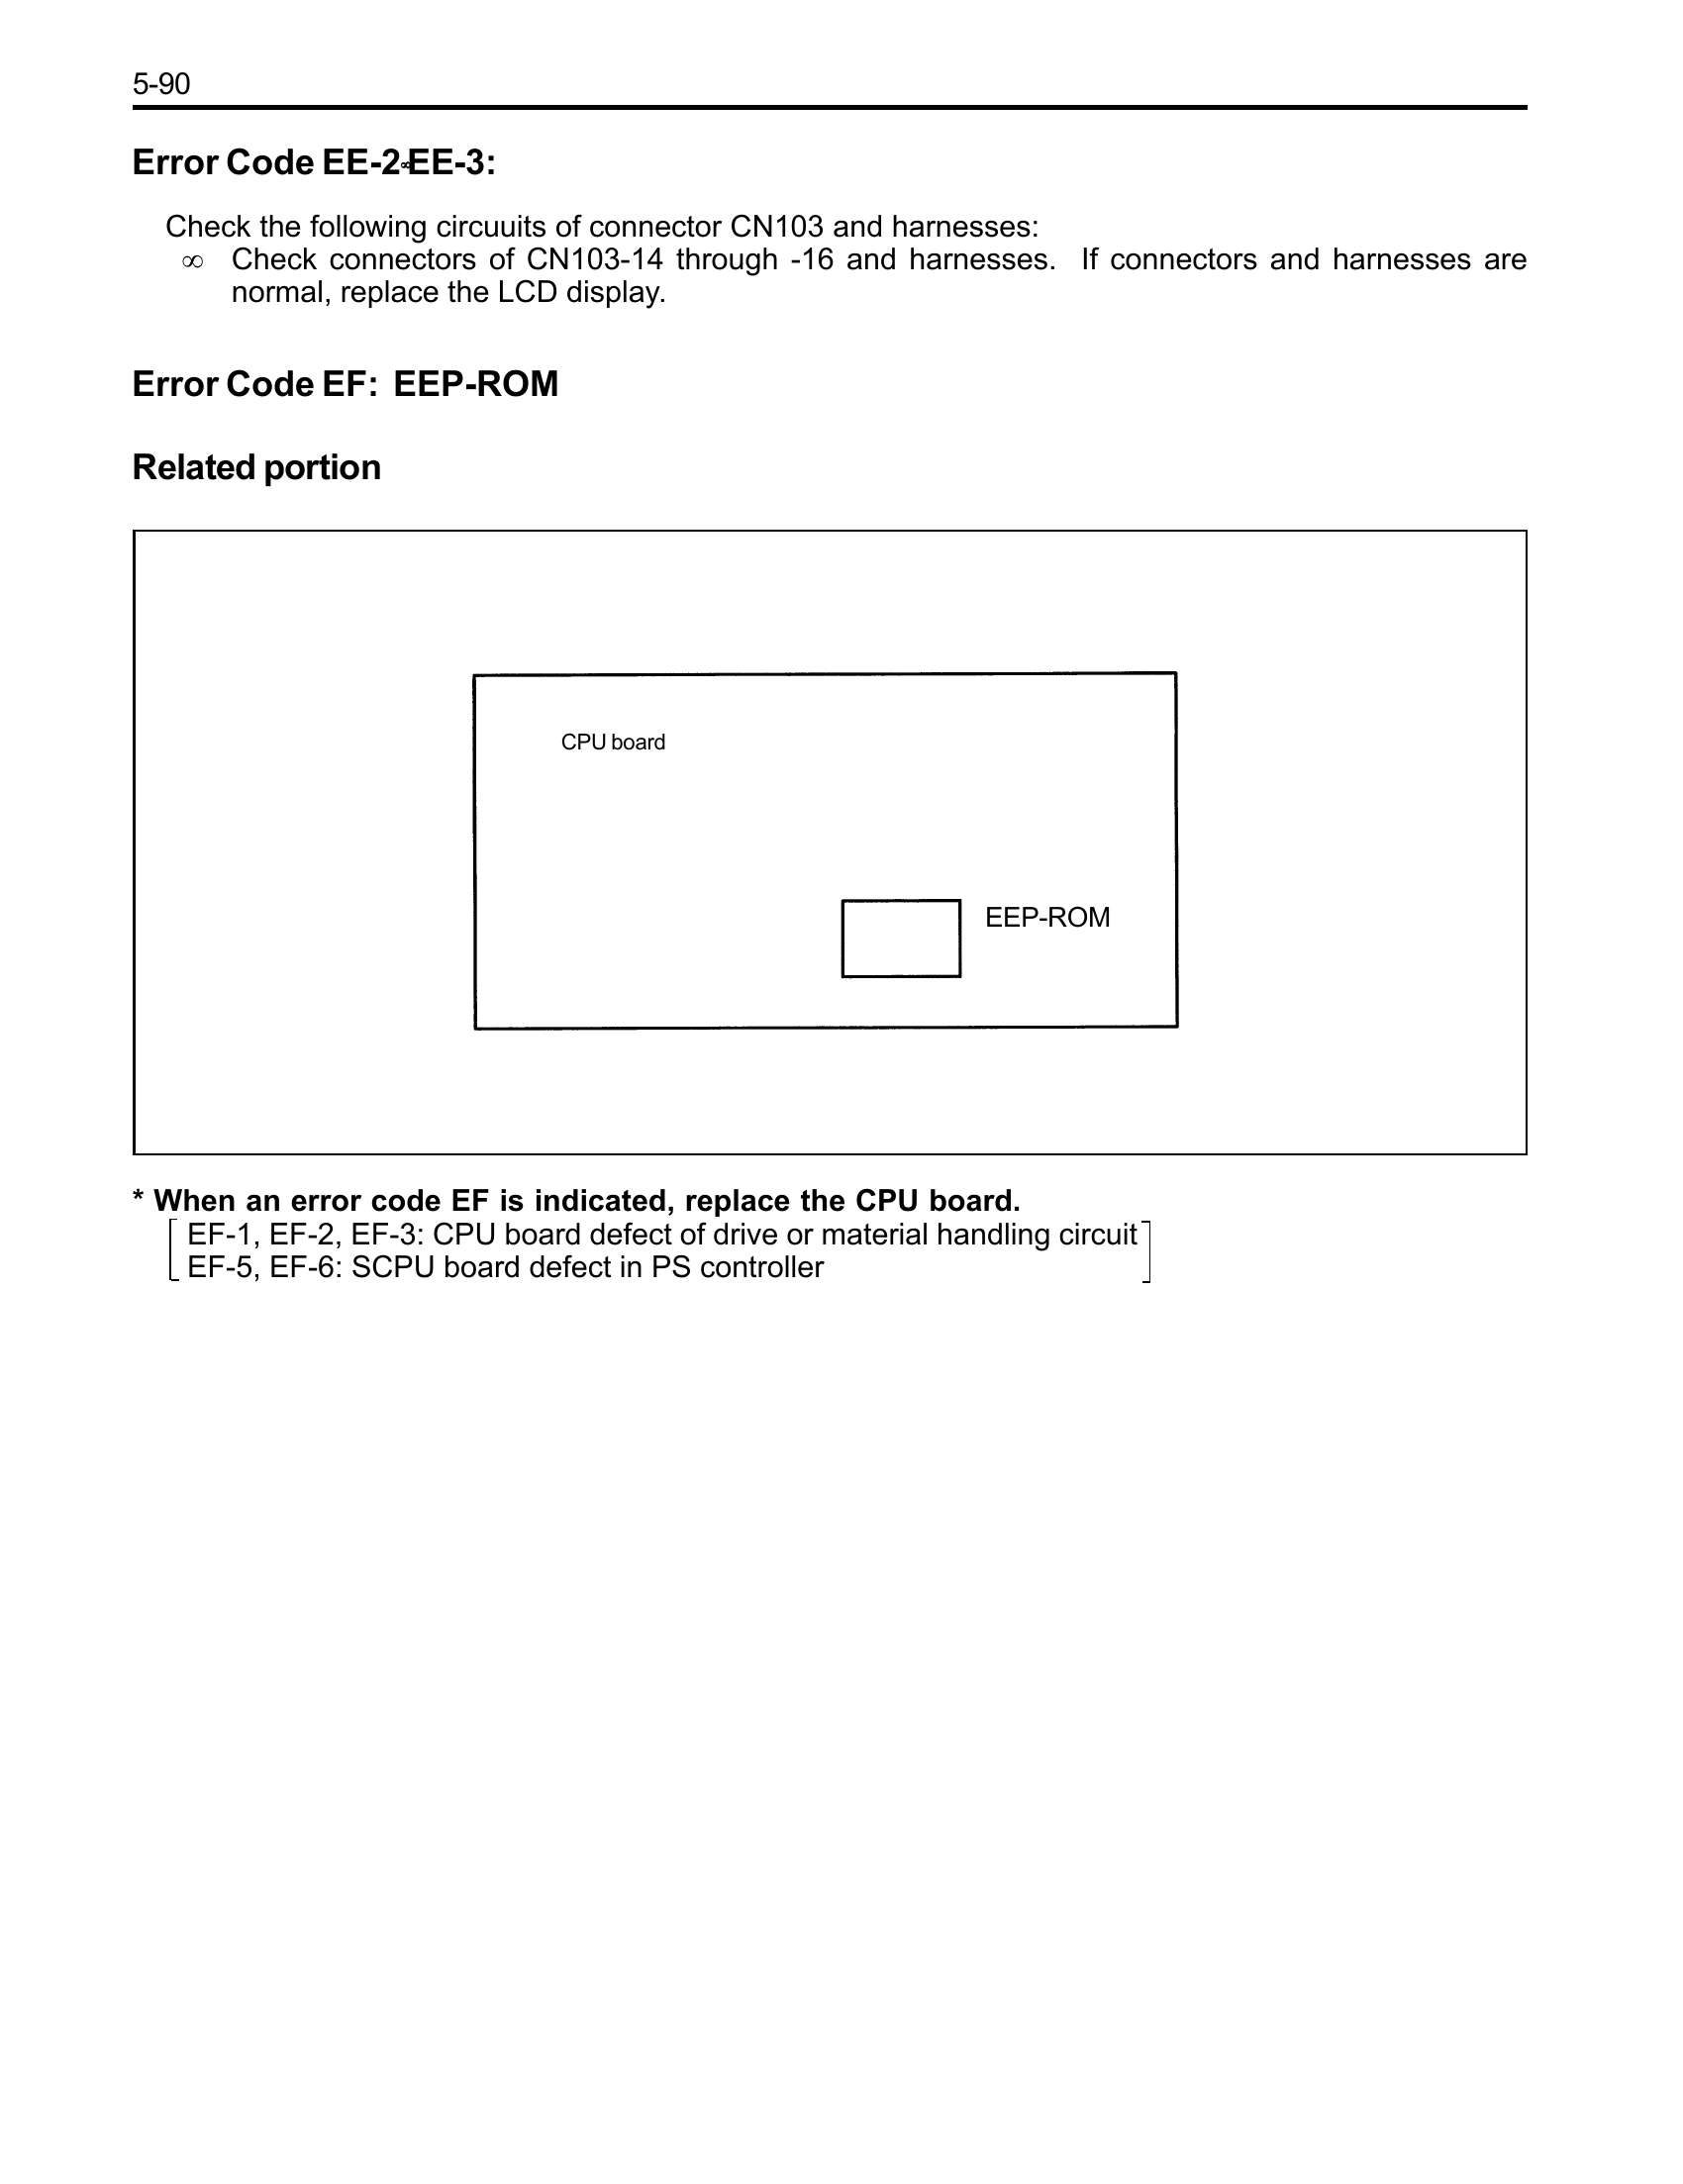 5-90
Error Code EE-2∞EE-3:
Check the following circuuits of connector CN103 and harnesses:
∞ Check connectors of CN103-14 through -16 and harnesses. If connectors and harnesses are
normal, replace the LCD display.
Error Code EF: EEP-ROM
Related portion
CPU board
EEP-ROM
* When an error code EF is indicated, replace the CPU board.
EF-1, EF-2, EF-3: CPU board defect of drive or material handling circuit
EF-5, EF-6: SCPU board defect in PS controller